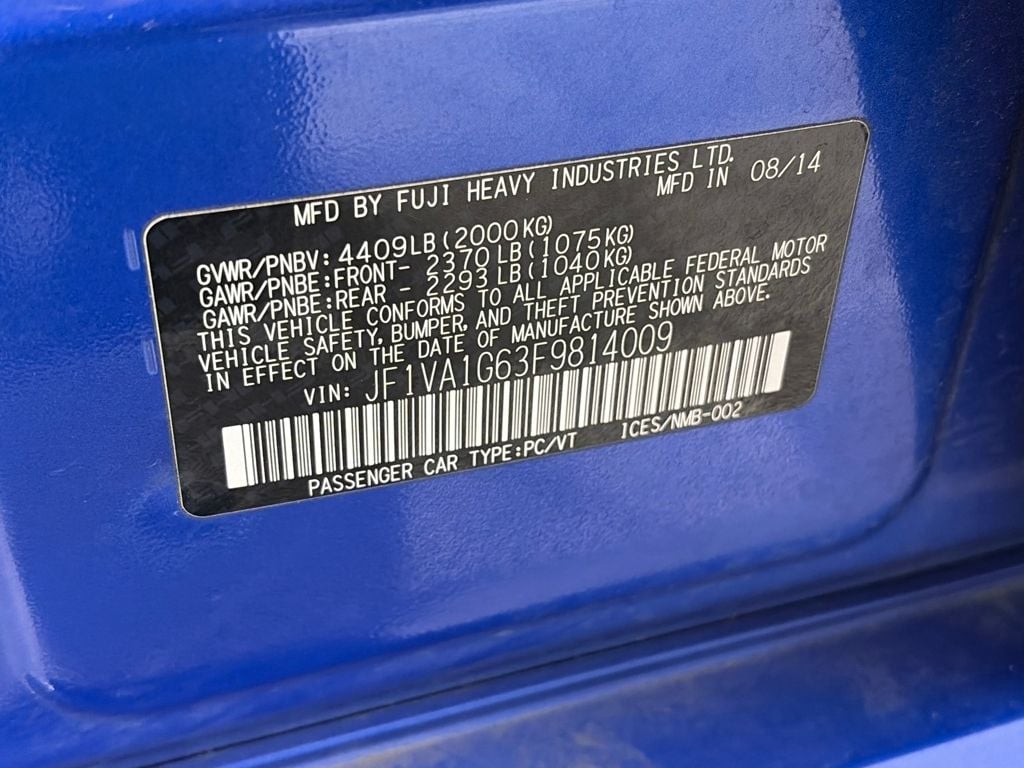 MFD BY FUJI HEAVY INDUSTRIES LTD.
MFD IN 08/14
GVWR/PNBV: 4409LB(2000KG)
GAWR/PNBE:FRONT- 2370LB(1075KG)
GAWR/PNBE:REAR - 2293LB(1040KG)
THIS VEHICLE CONFORMS TO ALL APPLICABLE FEDERAL MOTOR
VEHICLE SAFETY, BUMPER, AND THEFT PREVENTION STANDARDS
IN EFFECT ON THE DATE OF MANUFACTURE SHOWN ABOVE.
VIN: JF1VA1G63F9814009
PASSENGER CAR TYPE:PC/VT ICES/NMB-002